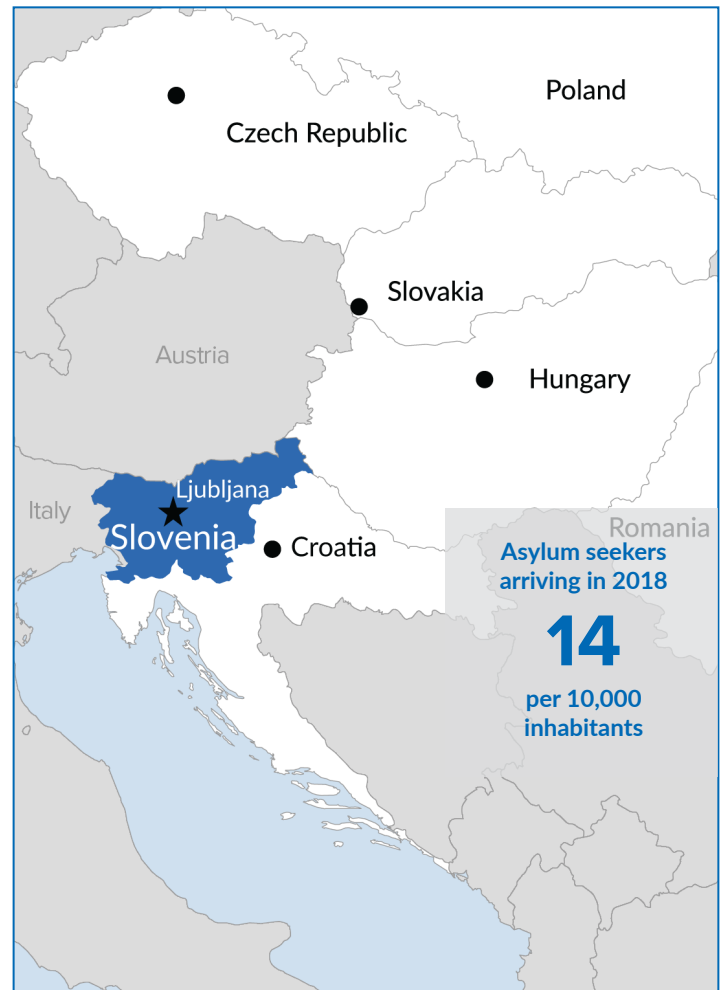 Poland
Czech Republic
Slovakia
Austria
Hungary
Ljubljana
Italy
Slovenia
Croatia
Romania
Asylum seekers
arriving in 2018
14
per 10,000
inhabitants